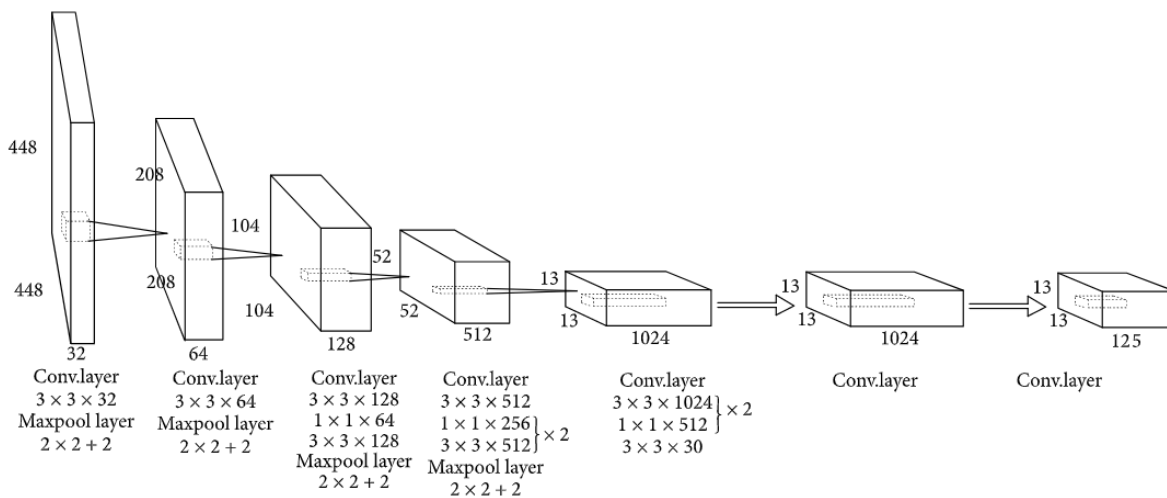 448
448
32
Conv.layer
3 × 3 × 32
Maxpool layer
2 × 2 + 2
208
208
64
Conv.layer
3 × 3 × 64
Maxpool layer
2 × 2 + 2
104
104
128
Conv.layer
3 × 3 × 128
1 × 1 × 64
3 × 3 × 128
Maxpool layer
2 × 2 + 2
52
52
512
Conv.layer
3 × 3 × 512
1 × 1 × 256
3 × 3 × 512
} × 2
Maxpool layer
2 × 2 + 2
13
13
1024
Conv.layer
3 × 3 × 1024
1 × 1 × 512
} × 2
3 × 3 × 30
13
13
1024
Conv.layer
13
13
125
Conv.layer